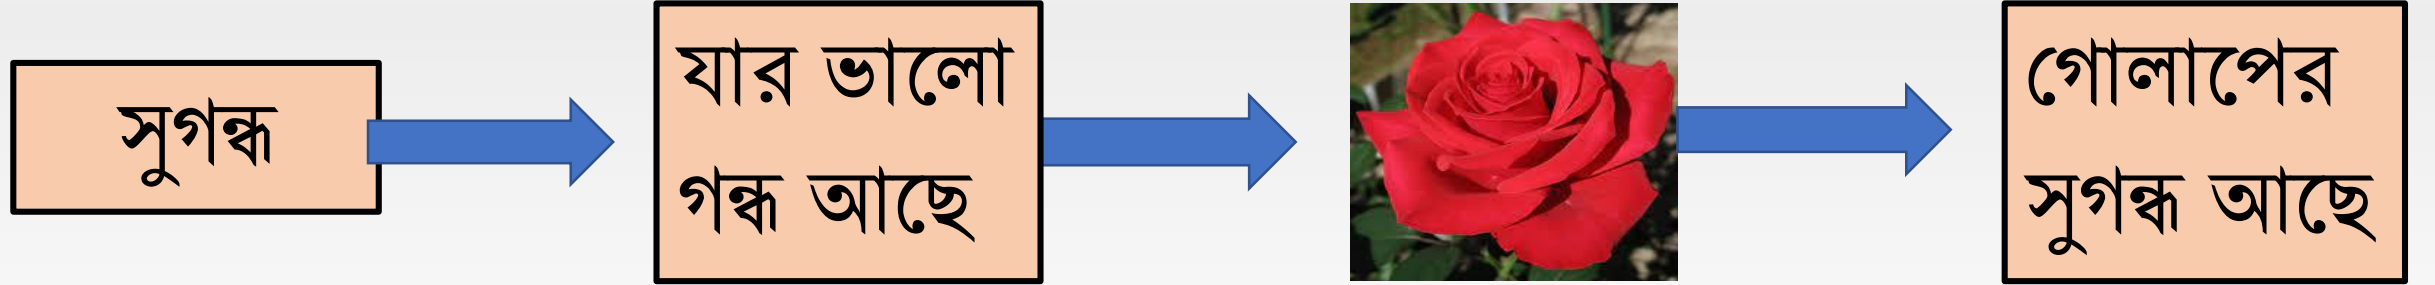 সুগন্ধ
যার ভালো
গন্ধ আছে
গোলাপের
সুগন্ধ আছে